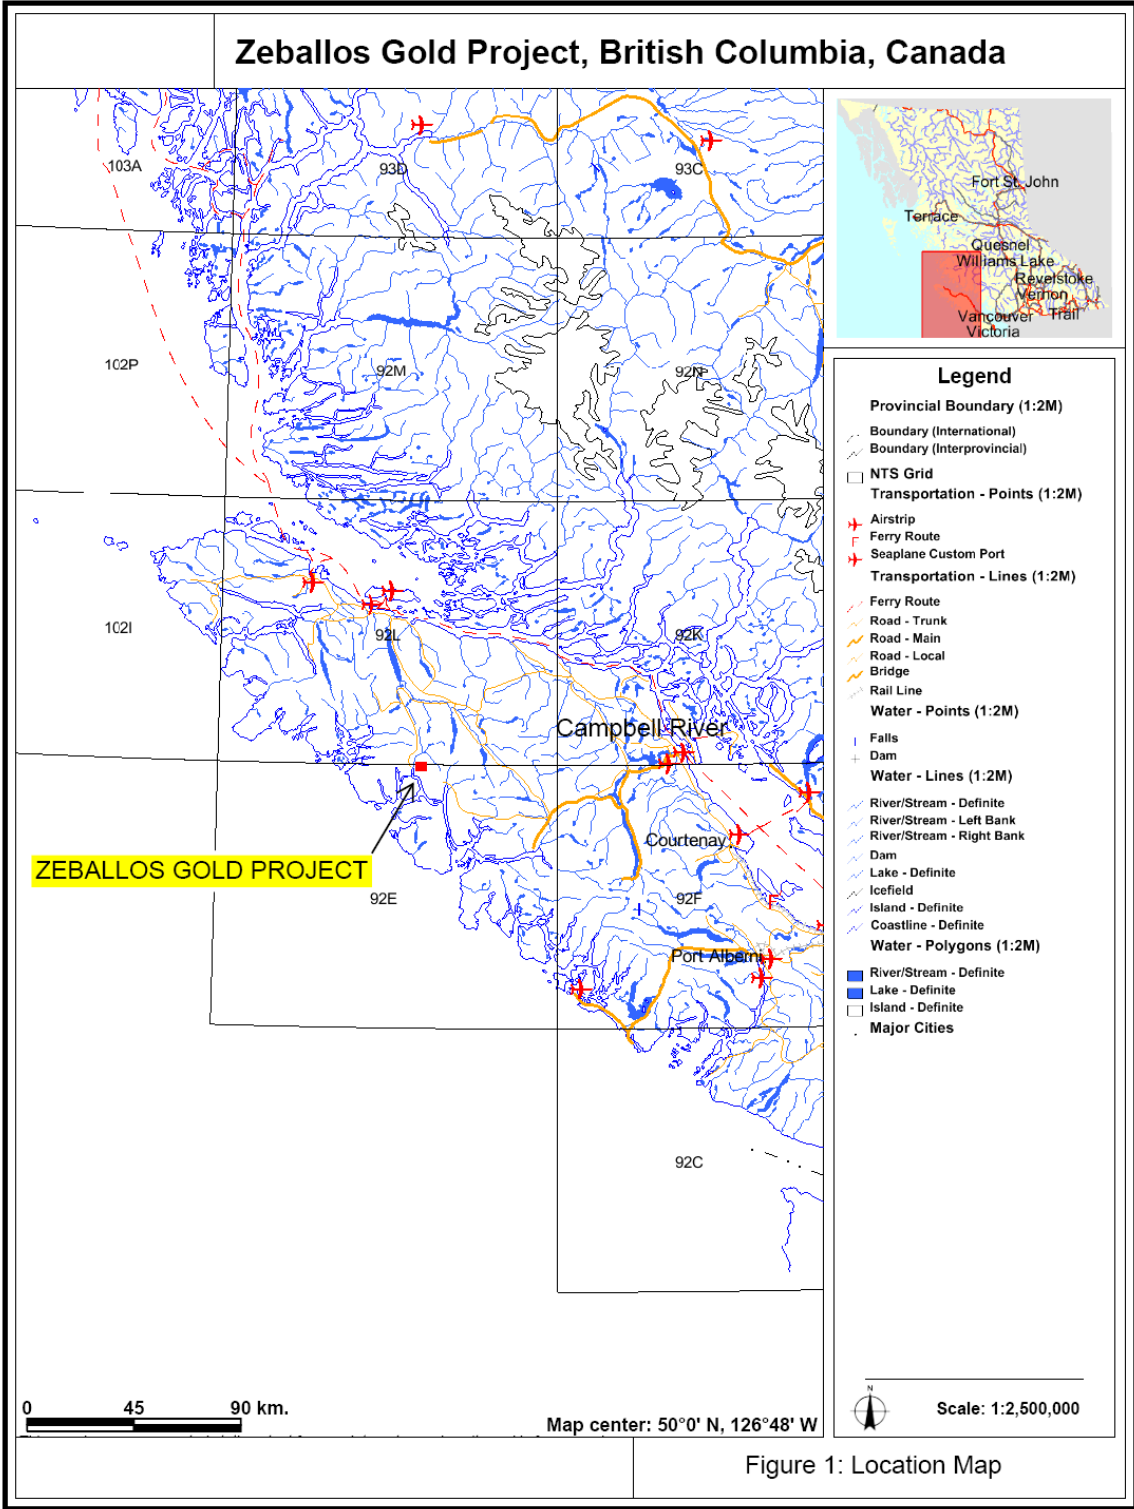 Zeballos Gold Project, British Columbia, Canada
103A
93D
93C
102P
92M
92N
102I
92L
92K
Campbell River
ZEBALLOS GOLD PROJECT
Courtenay
92E
92F
Port Alberni
92C
0 45 90 km.
Map center: 50°0' N, 126°48' W
Fort St. John
Terrace
Quesnel
Williams Lake
Revelstoke
Vernon
Vancouver
Trail
Victoria
Legend
Provincial Boundary (1:2M)
Boundary (International)
Boundary (Interprovincial)
NTS Grid
Transportation - Points (1:2M)
Airstrip
Ferry Route
Seaplane Custom Port
Transportation - Lines (1:2M)
Ferry Route
Road - Trunk
Road - Main
Road - Local
Bridge
Rail Line
Water - Points (1:2M)
Falls
Dam
Water - Lines (1:2M)
River/Stream - Definite
River/Stream - Left Bank
River/Stream - Right Bank
Dam
Lake - Definite
Icefield
Island - Definite
Coastline - Definite
Water - Polygons (1:2M)
River/Stream - Definite
Lake - Definite
Island - Definite
Major Cities
N
Scale: 1:2,500,000
Figure 1: Location Map